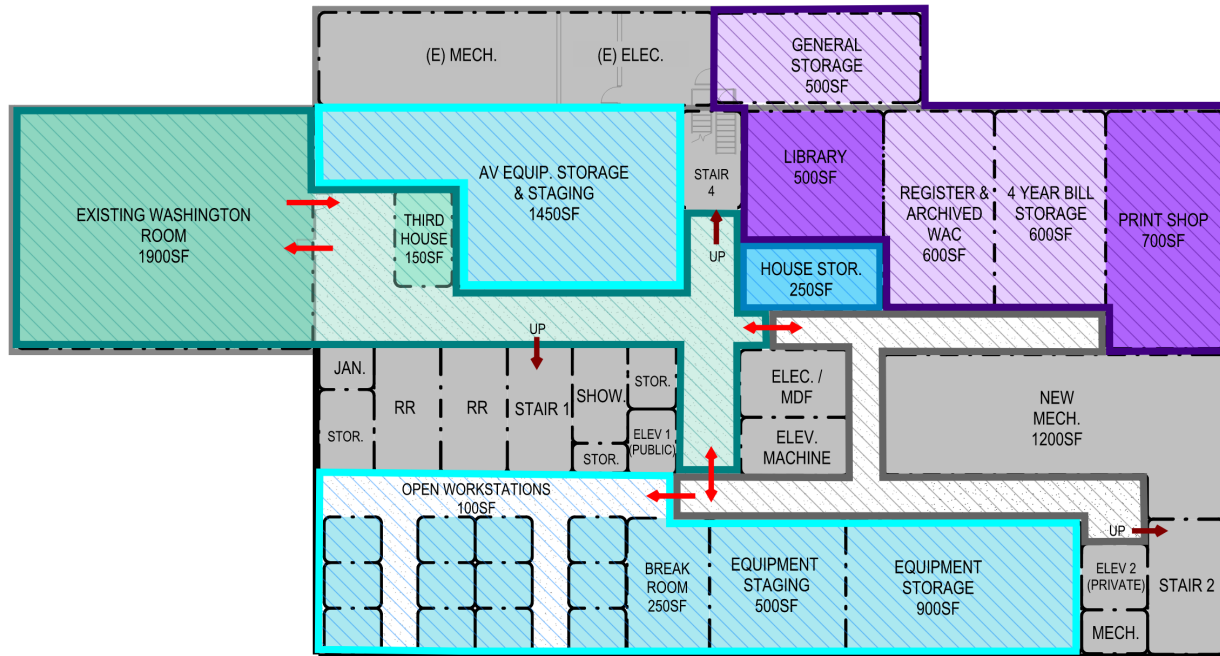 (E) MECH.
(E) ELEC.
GENERAL
STORAGE
500SF
EXISTING WASHINGTON
ROOM
1900SF
THIRD
HOUSE
150SF
AV EQUIP. STORAGE
& STAGING
1450SF
STAIR
4
UP
LIBRARY
500SF
HOUSE STOR.
250SF
REGISTER &
ARCHIVED
WAC
600SF
4 YEAR BILL
STORAGE
600SF
PRINT SHOP
700SF
UP
JAN.
STOR.
RR
RR
STAIR 1
SHOW.
STOR.
STOR.
ELEV 1
(PUBLIC)
ELEC. /
MDF
ELEV.
MACHINE
NEW
MECH.
1200SF
OPEN WORKSTATIONS
100SF
BREAK
ROOM
250SF
EQUIPMENT
STAGING
500SF
EQUIPMENT
STORAGE
900SF
UP
ELEV 2
(PRIVATE)
MECH.
STAIR 2